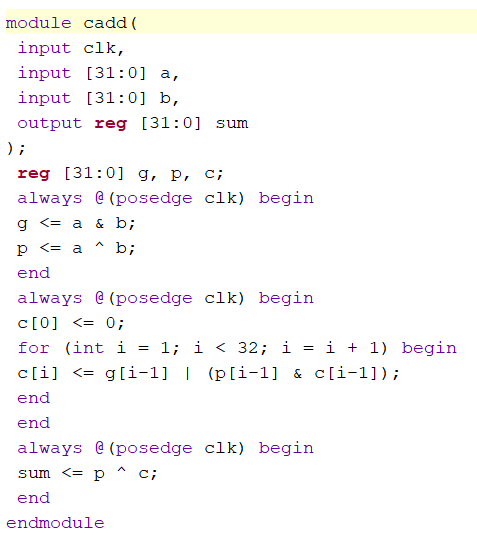 module cadd(
input clk,
input [31:0] a,
input [31:0] b,
output reg [31:0] sum
);
reg [31:0] g, p, c;
always @(posedge clk) begin
g <= a & b;
p <= a ^ b;
end
always @(posedge clk) begin
c[0] <= 0;
for (int i = 1; i < 32; i = i + 1) begin
c[i] <= g[i-1] | (p[i-1] & c[i-1]);
end
end
always @(posedge clk) begin
sum <= p ^ c;
end
endmodule